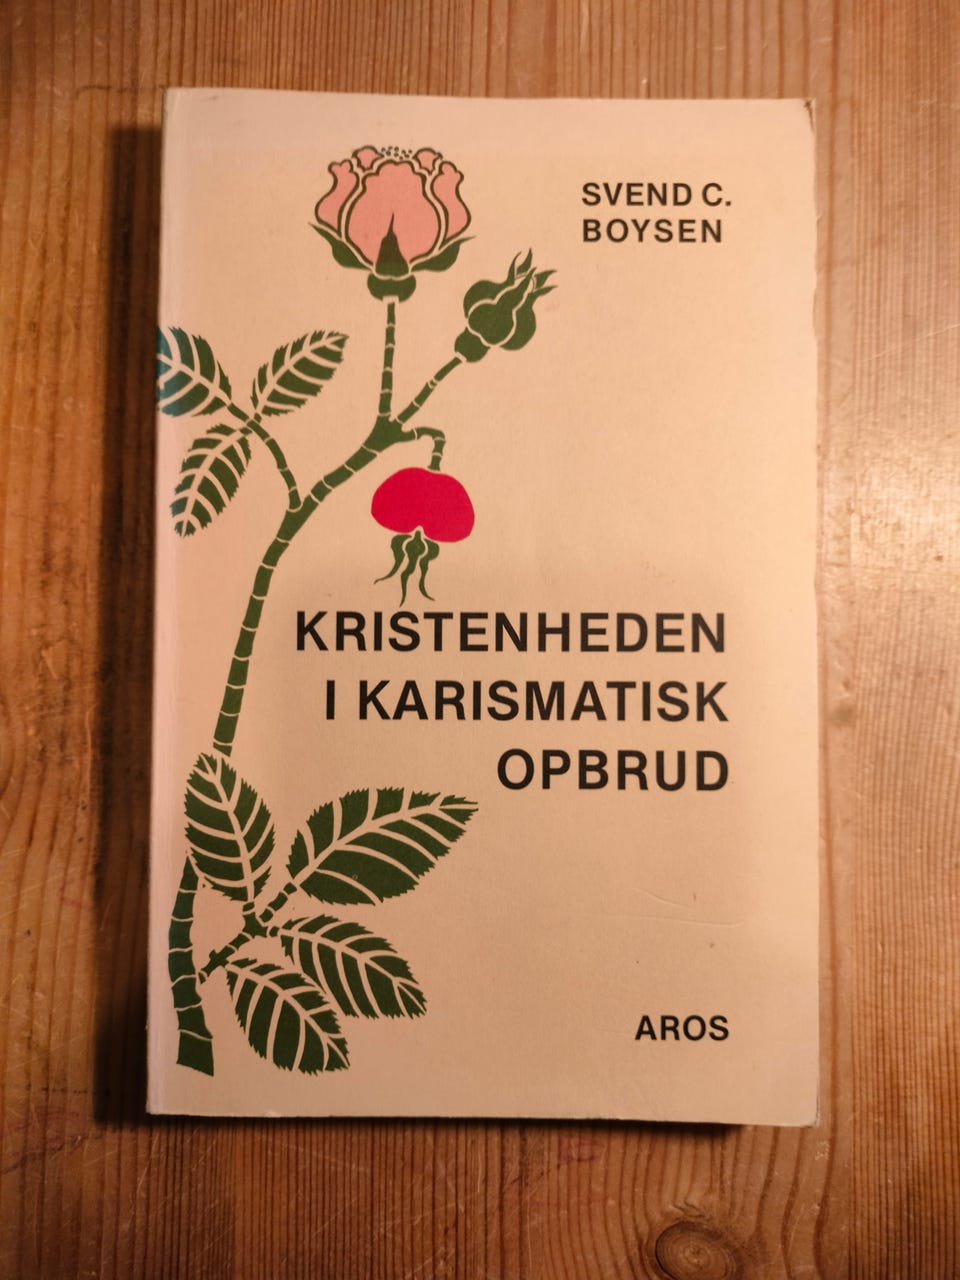 SVEND C.
BOYSEN
KRISTENHEDEN
I KARISMATISK
OPBRUD
AROS